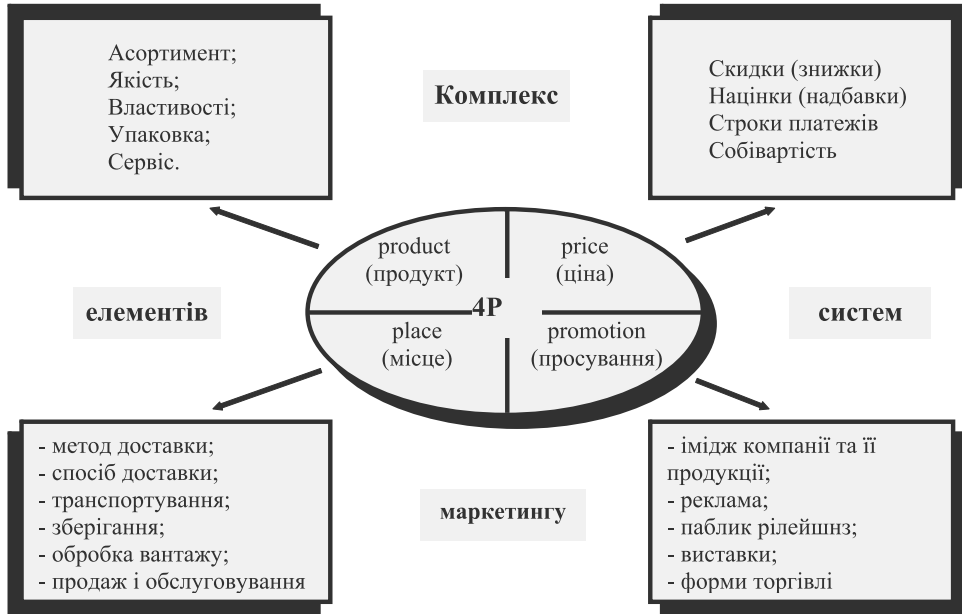 Асортимент;
Якість;
Властивості;
Упаковка;
Сервіс.
Комплекс
Скидки (знижки)
Націнки (надбавки)
Строки платежів
Собівартість
product
(продукт)
price
(ціна)
елементів
4P
систем
place
(місце)
promotion
(просування)
- метод доставки;
- спосіб доставки;
- транспортування;
- зберігання;
- обробка вантажу;
- продаж і обслуговування
маркетингу
- імідж компанії та її
продукції;
- реклама;
- паблик рілейшнз;
- виставки;
- форми торгівлі